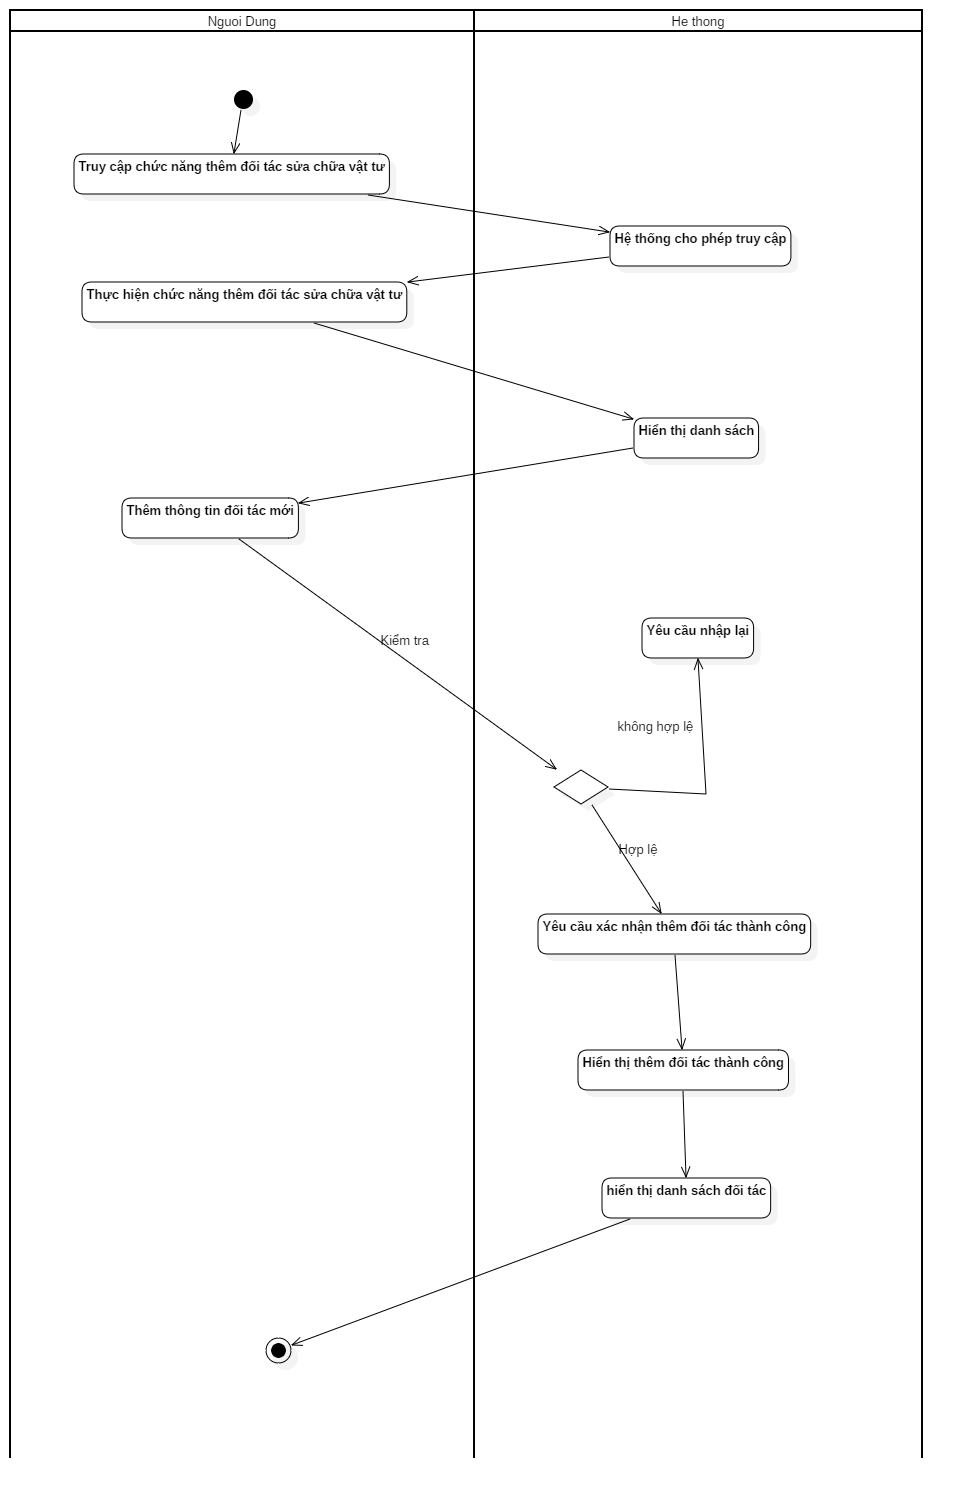 Nguoi Dung
He thong
Truy cập chức năng thêm đối tác sửa chữa vật tư
Hệ thống cho phép truy cập
Thực hiện chức năng thêm đối tác sửa chữa vật tư
Hiển thị danh sách
Thêm thông tin đối tác mới
Kiểm tra
Yêu cầu nhập lại
không hợp lệ
Hợp lệ
Yêu cầu xác nhận thêm đối tác thành công
Hiển thị thêm đối tác thành công
hiển thị danh sách đối tác